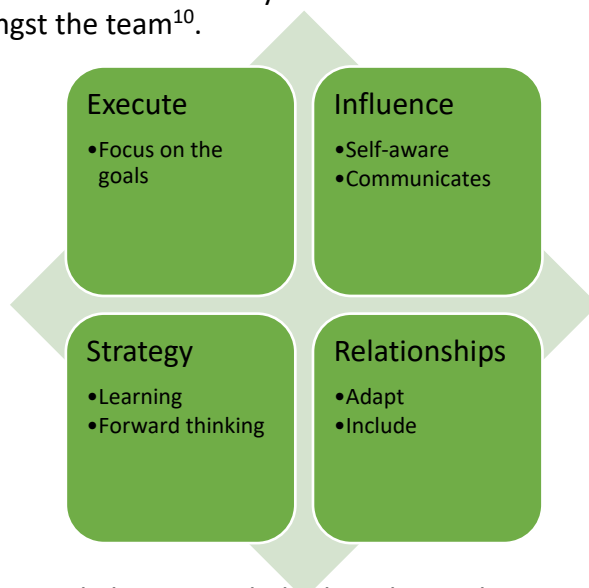 ngst the team¹⁰.
Execute
•Focus on the
goals
Influence
•Self-aware
•Communicates
Strategy
•Learning
•Forward thinking
Relationships
•Adapt
•Include